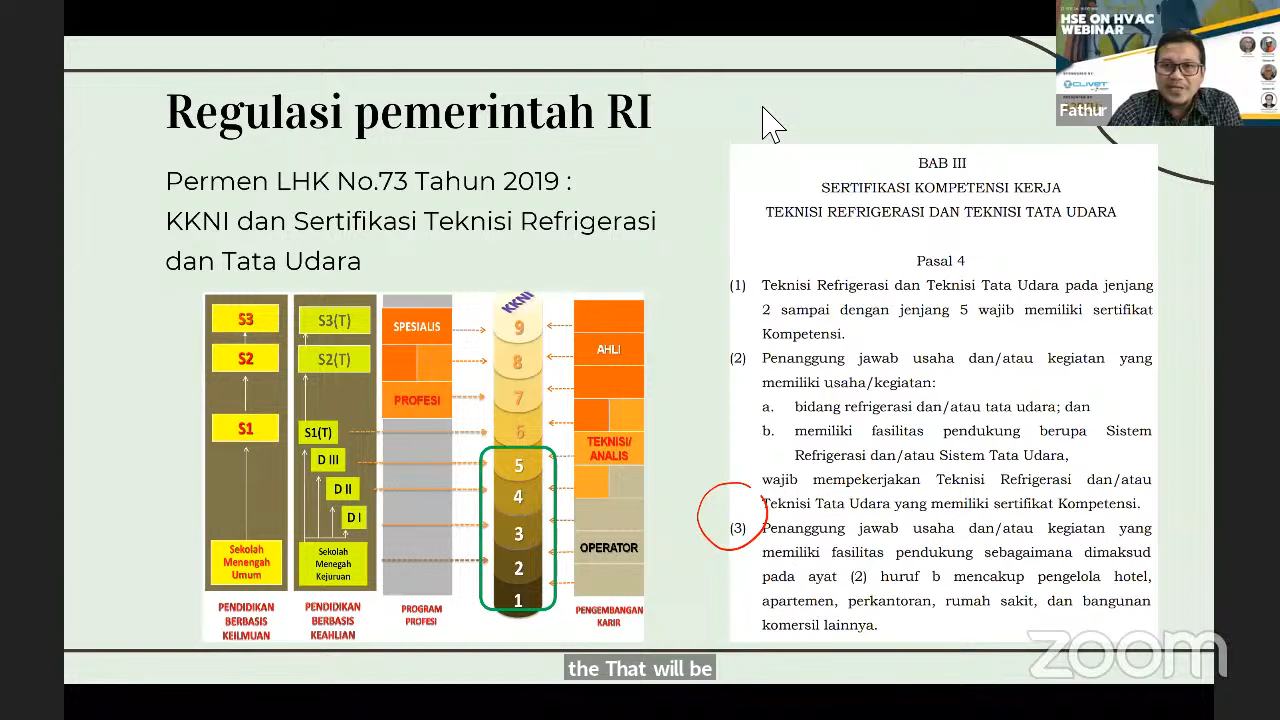 HSE ON HVAC
WEBINAR
CLIVET
Fathur
Regulasi pemerintah RI
Permen LHK No.73 Tahun 2019 :
KKNI dan Sertifikasi Teknisi Refrigerasi
dan Tata Udara
S3
S2
S1
Sekolah
Menengah
Umum
PENDIDIKAN
BERBASIS
KEILMUAN
S3(T)
S2(T)
S1(T)
D III
D II
D I
Sekolah
Menegah
Kejuruan
PENDIDIKAN
BERBASIS
KEAHLIAN
SPESIALIS
PROFESI
PROGRAM
PROFESI
KKNI
9
8
7
6
5
4
3
2
1
AHLI
TEKNISI/
ANALIS
OPERATOR
PENGEMBANGAN
KARIR
BAB III
SERTIFIKASI KOMPETENSI KERJA
TEKNISI REFRIGERASI DAN TEKNISI TATA UDARA
Pasal 4
(1) Teknisi Refrigerasi dan Teknisi Tata Udara pada jenjang
2 sampai dengan jenjang 5 wajib memiliki sertifikat
Kompetensi.
(2) Penanggung jawab usaha dan/atau kegiatan yang
memiliki usaha/kegiatan:
a. bidang refrigerasi dan/atau tata udara; dan
b. memiliki fasilitas pendukung berupa Sistem
Refrigerasi dan/atau Sistem Tata Udara,
wajib mempekerjakan Teknisi Refrigerasi dan/atau
Teknisi Tata Udara yang memiliki sertifikat Kompetensi.
(3) Penanggung jawab usaha dan/atau kegiatan yang
memiliki fasilitas pendukung sebagaimana dimaksud
pada ayat (2) huruf b mencakup pengelola hotel,
apartemen, perkantoran, rumah sakit, dan bangunan
komersil lainnya.
the That will be
zoom